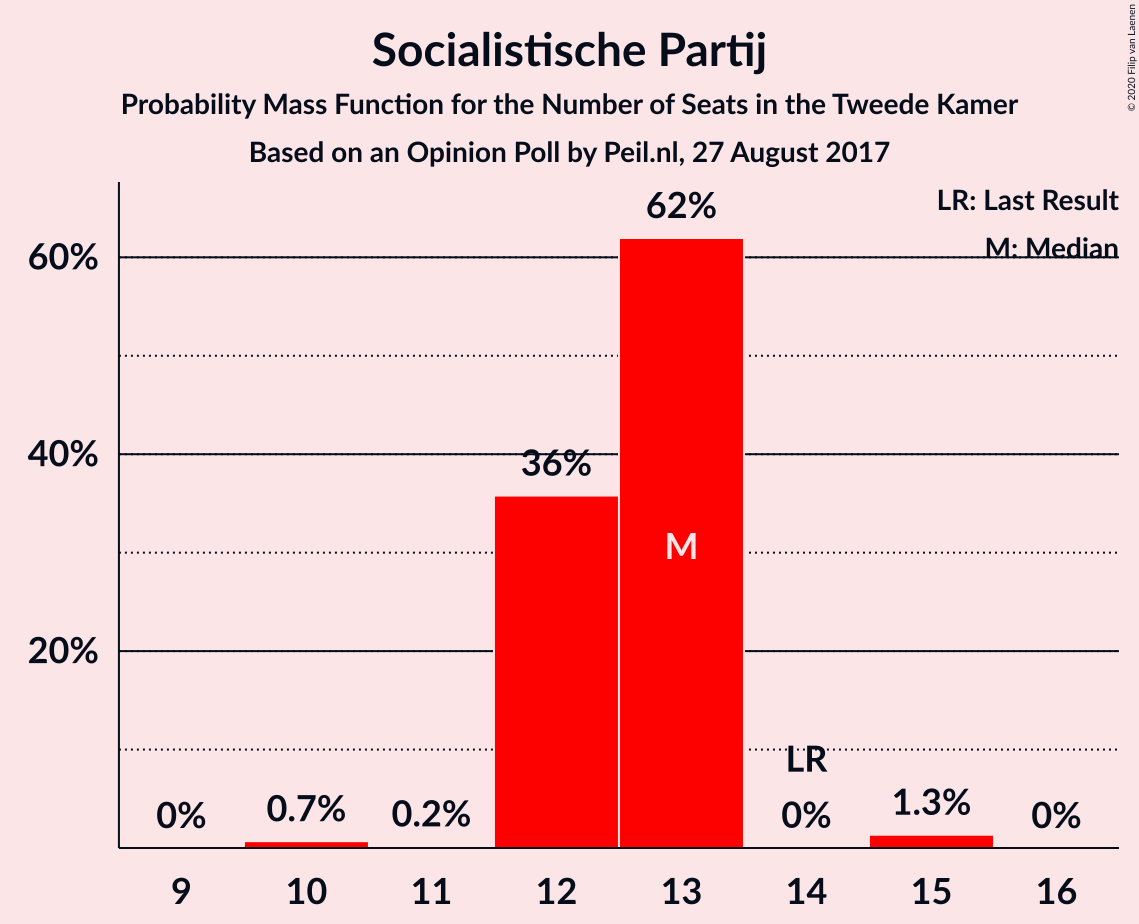 Socialistische Partij
Probability Mass Function for the Number of Seats in the Tweede Kamer
Based on an Opinion Poll by Peil.nl, 27 August 2017
© 2020 Filip van Laenen
LR: Last Result
M: Median
60%
40%
20%
0%
0.7%
0.2%
36%
62%
M
LR
0%
1.3%
0%
9
10
11
12
13
14
15
16